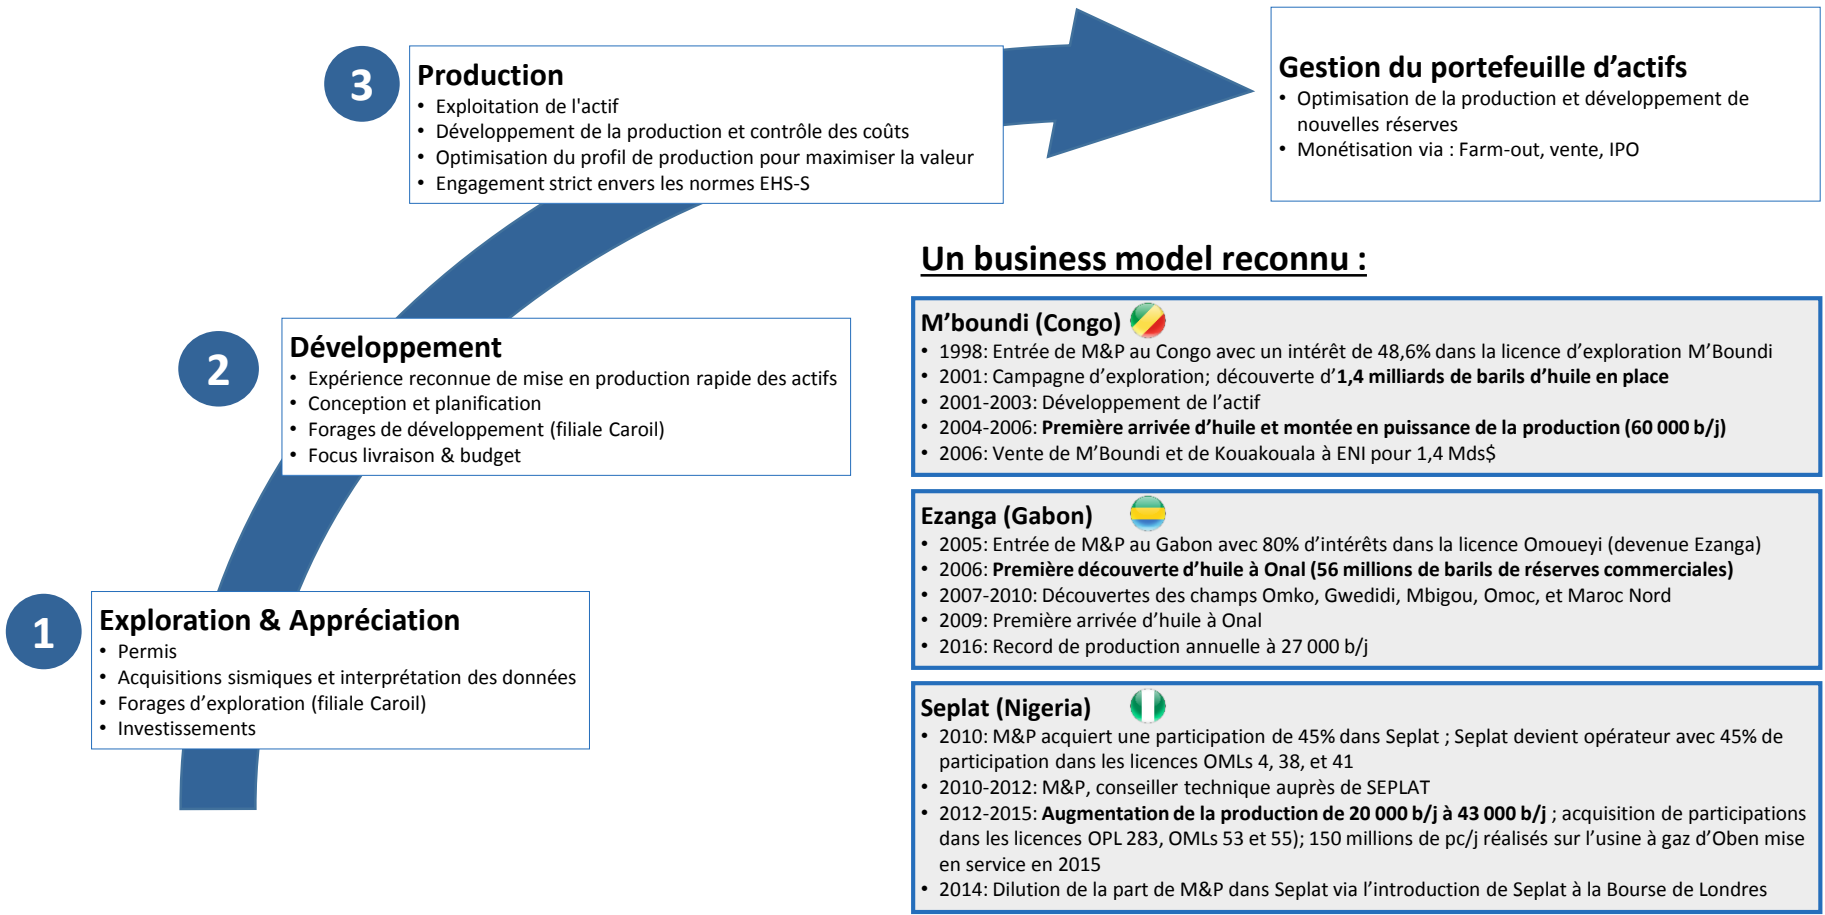 3
Production
• Exploitation de l'actif
• Développement de la production et contrôle des coûts
• Optimisation du profil de production pour maximiser la valeur
• Engagement strict envers les normes EHS-S
Gestion du portefeuille d’actifs
• Optimisation de la production et développement de
nouvelles réserves
• Monétisation via : Farm-out, vente, IPO
2
Développement
• Expérience reconnue de mise en production rapide des actifs
• Conception et planification
• Forages de développement (filiale Caroil)
• Focus livraison & budget
1
Exploration & Appréciation
• Permis
• Acquisitions sismiques et interprétation des données
• Forages d’exploration (filiale Caroil)
• Investissements
Un business model reconnu :
M’boundi (Congo)
• 1998: Entrée de M&P au Congo avec un intérêt de 48,6% dans la licence d’exploration M’Boundi
• 2001: Campagne d’exploration; découverte d’1,4 milliards de barils d’huile en place
• 2001-2003: Développement de l’actif
• 2004-2006: Première arrivée d’huile et montée en puissance de la production (60 000 b/j)
• 2006: Vente de M’Boundi et de Kouakouala à ENI pour 1,4 Mds$
Ezanga (Gabon)
• 2005: Entrée de M&P au Gabon avec 80% d’intérêts dans la licence Omoueyi (devenue Ezanga)
• 2006: Première découverte d’huile à Onal (56 millions de barils de réserves commerciales)
• 2007-2010: Découvertes des champs Omko, Gwedidi, Mbigou, Omoc, et Maroc Nord
• 2009: Première arrivée d’huile à Onal
• 2016: Record de production annuelle à 27 000 b/j
Seplat (Nigeria)
• 2010: M&P acquiert une participation de 45% dans Seplat ; Seplat devient opérateur avec 45% de
participation dans les licences OMLs 4, 38, et 41
• 2010-2012: M&P, conseiller technique auprès de SEPLAT
• 2012-2015: Augmentation de la production de 20 000 b/j à 43 000 b/j ; acquisition de participations
dans les licences OPL 283, OMLs 53 et 55); 150 millions de pc/j réalisés sur l’usine à gaz d’Oben mise
en service en 2015
• 2014: Dilution de la part de M&P dans Seplat via l’introduction de Seplat à la Bourse de Londres